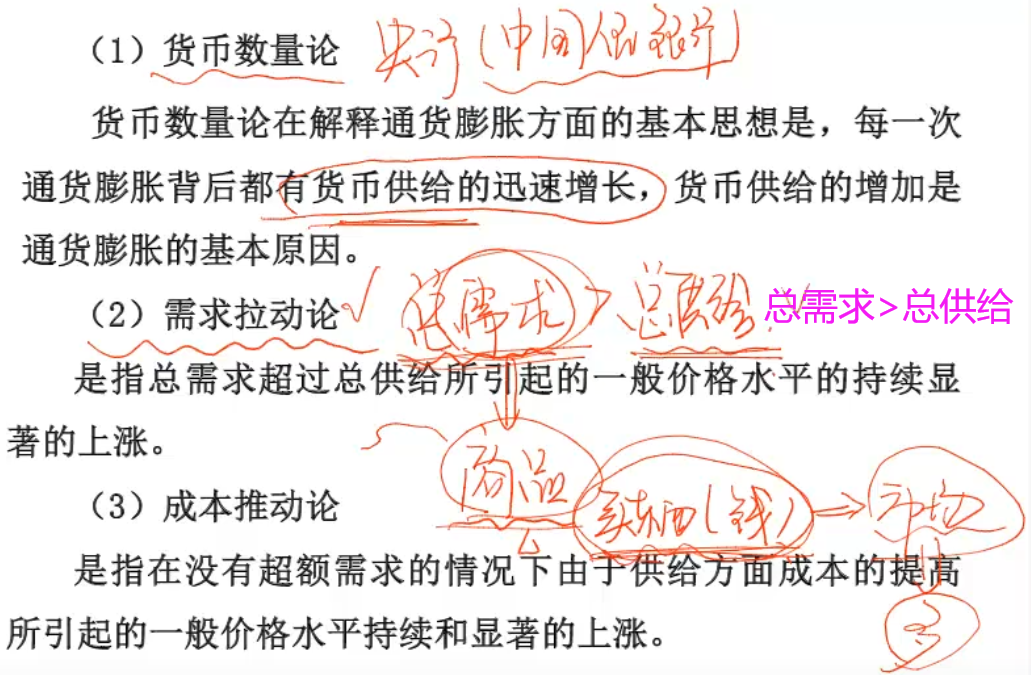 （1）货币数量论 央行（中国人民银行）
货币数量论在解释通货膨胀方面的基本思想是，每一次
通货膨胀背后都有货币供给的迅速增长，货币供给的增加是
通货膨胀的基本原因。
（2）需求拉动论√ 总需求>总供给 总需求>总供给
是指总需求超过总供给所引起的一般价格水平的持续显
著的上涨。
商品 买东西（钱）⇒市场
（3）成本推动论
是指在没有超额需求的情况下由于供给方面成本的提高
所引起的一般价格水平持续和显著的上涨。